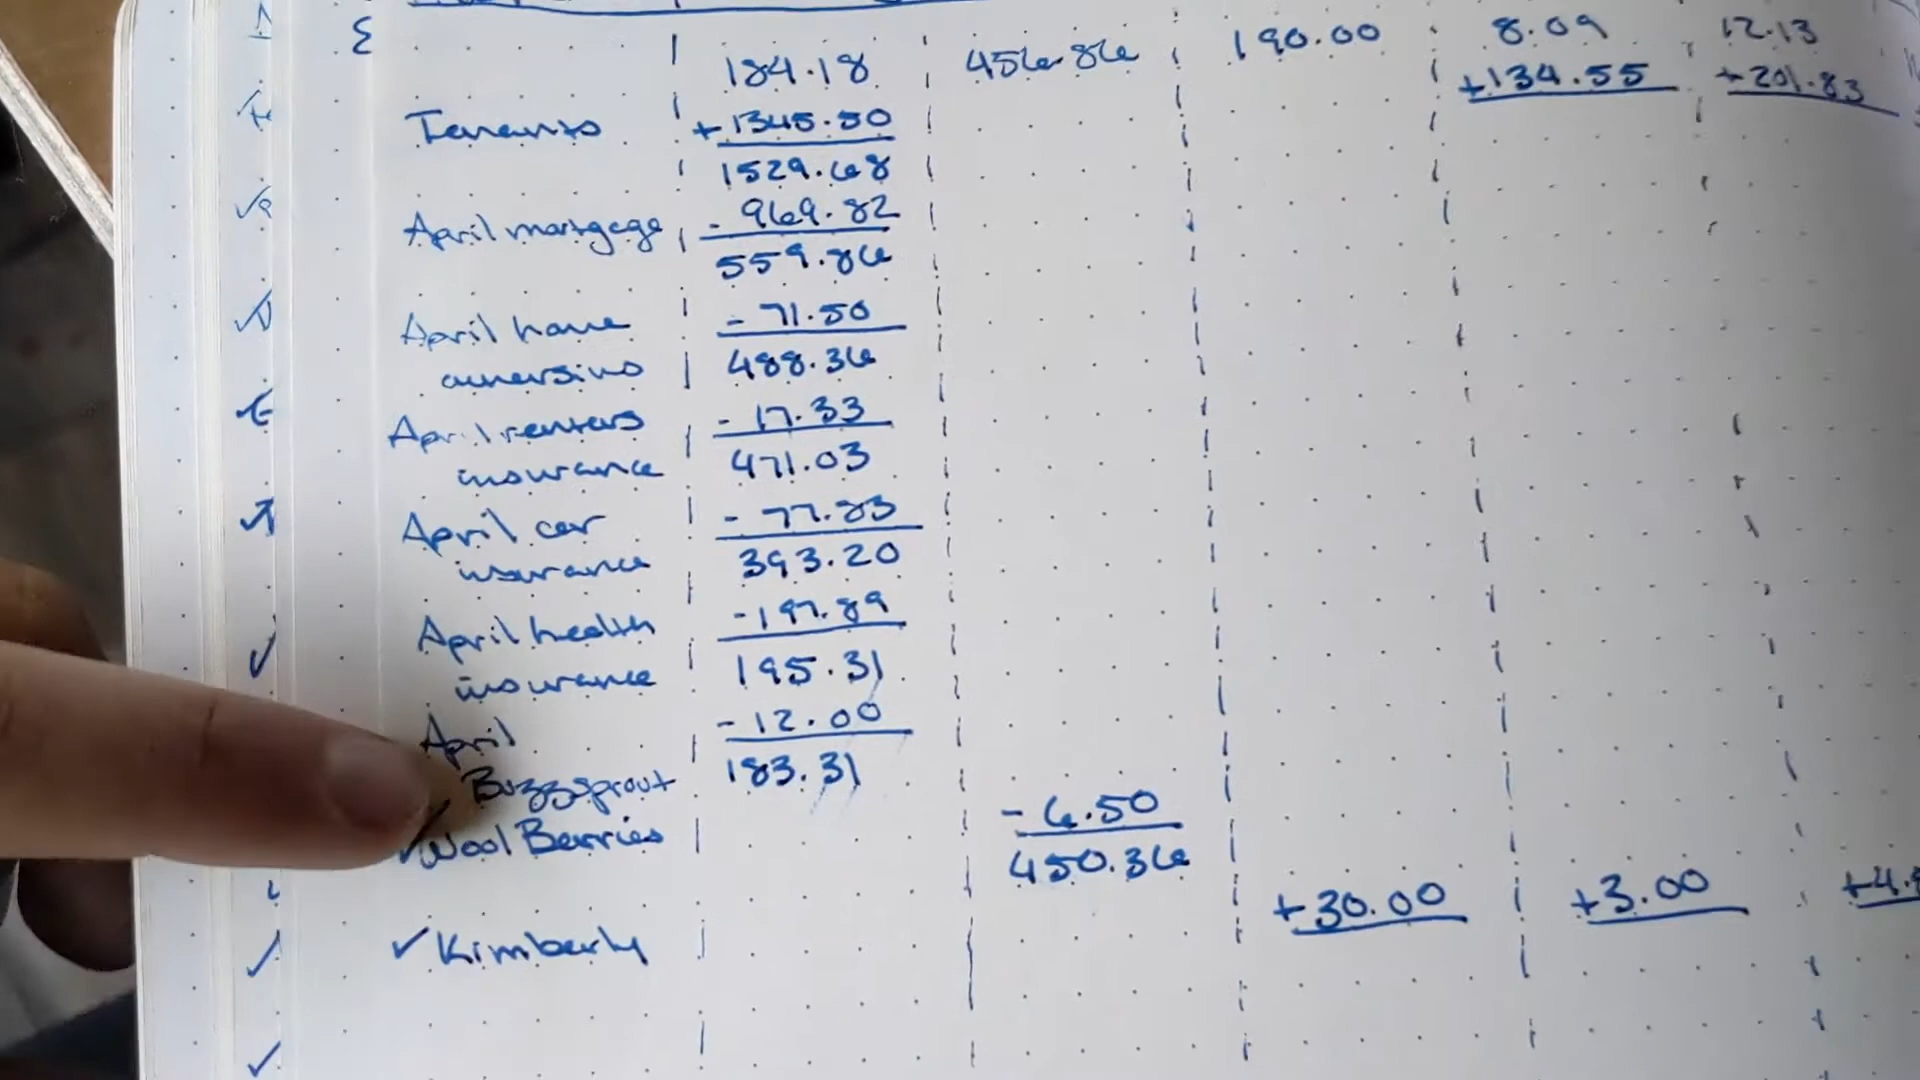 Σ 184.18 456.86 190.00 8.09 12.13
Tenants +1345.50 +134.55 +201.83
1529.68
April mortgage - 969.82
559.86
April home - 71.50
owners ins 488.36
April renters - 17.33
insurance 471.03
April car - 77.83
insurance 393.20
April health -197.89
insurance 195.31
April - 12.00
Buzzsprout 183.31
✓Wool Berries - 6.50
450.36
✓Kimberly +30.00 +3.00